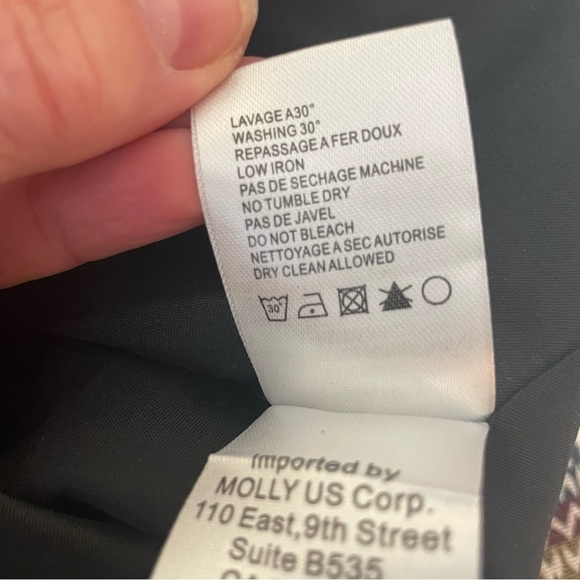 LAVAGE A30°
WASHING 30°
REPASSAGE A FER DOUX
LOW IRON
PAS DE SECHAGE MACHINE
NO TUMBLE DRY
PAS DE JAVEL
DO NOT BLEACH
NETTOYAGE A SEC AUTORISE
DRY CLEAN ALLOWED
30°
imported by
MOLLY US Corp.
110 East,9th Street
Suite B535